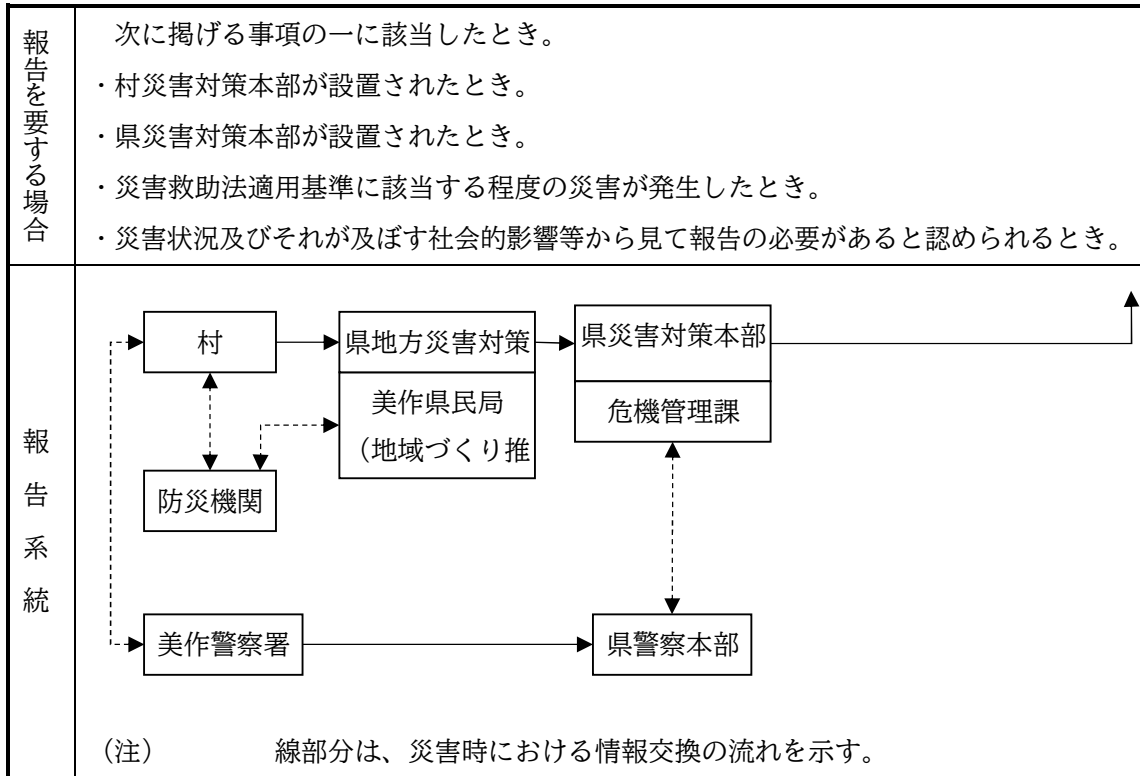 報告を要する場合
次に掲げる事項の一に該当したとき。
・村災害対策本部が設置されたとき。
・県災害対策本部が設置されたとき。
・災害救助法適用基準に該当する程度の災害が発生したとき。
・災害状況及びそれが及ぼす社会的影響等から見て報告の必要があると認められるとき。
報告系統
村
県地方災害対策
県災害対策本部
美作県民局
（地域づくり推
危機管理課
防災機関
美作警察署
県警察本部
（注） 線部分は、災害時における情報交換の流れを示す。